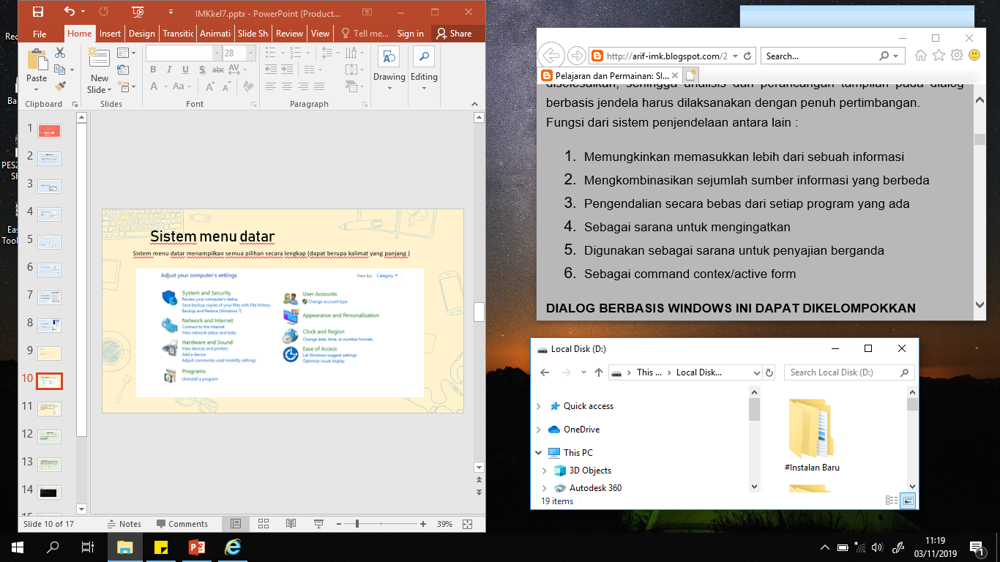 Rec
Ba
PES2
Sh
Eas
Tool
IMKkel7.pptx - PowerPoint (Product...
File Home Insert Design Transitic Animati Slide Sh Review View Tell me... Sign in Share
28
Paste
New
Slide
Drawing
Editing
B I U S abc AV
A Aa A A
Clipboard Slides Font Paragraph
1
2
3
4
5
6
7
8
9
10
11
12
13
14
Sistem menu datar
Sistem menu datar menampilkan semua pilihan secara lengkap (dapat berupa kalimat yang panjang )
Adjust your computer's settings
View by: Category
System and Security
Review your computer's status
Save backup copies of your files with File History
Backup and Restore (Windows 7)
Network and Internet
Connect to the Internet
View network status and tasks
Hardware and Sound
View devices and printers
Add a device
Adjust commonly used mobility settings
Programs
Uninstall a program
User Accounts
Change account type
Appearance and Personalization
Clock and Region
Change date, time, or number formats
Ease of Access
Let Windows suggest settings
Optimize visual display
Slide 10 of 17 Notes Comments 39%
http://arif-imk.blogspot.com/2
Search...
Pelajaran dan Permainan: Sl...
diselesaikan, sehingga analisis dan perancangan tampilan pada dialog
berbasis jendela harus dilaksanakan dengan penuh pertimbangan.
Fungsi dari sistem penjendelaan antara lain :
1. Memungkinkan memasukkan lebih dari sebuah informasi
2. Mengkombinasikan sejumlah sumber informasi yang berbeda
3. Pengendalian secara bebas dari setiap program yang ada
4. Sebagai sarana untuk mengingatkan
5. Digunakan sebagai sarana untuk penyajian berganda
6. Sebagai command contex/active form
DIALOG BERBASIS WINDOWS INI DAPAT DIKELOMPOKKAN
Local Disk (D:)
This ... Local Disk...
Search Local Disk (D:)
Quick access
OneDrive
This PC
3D Objects
Autodesk 360
#Instalan Baru
19 items
11:19
03/11/2019
1